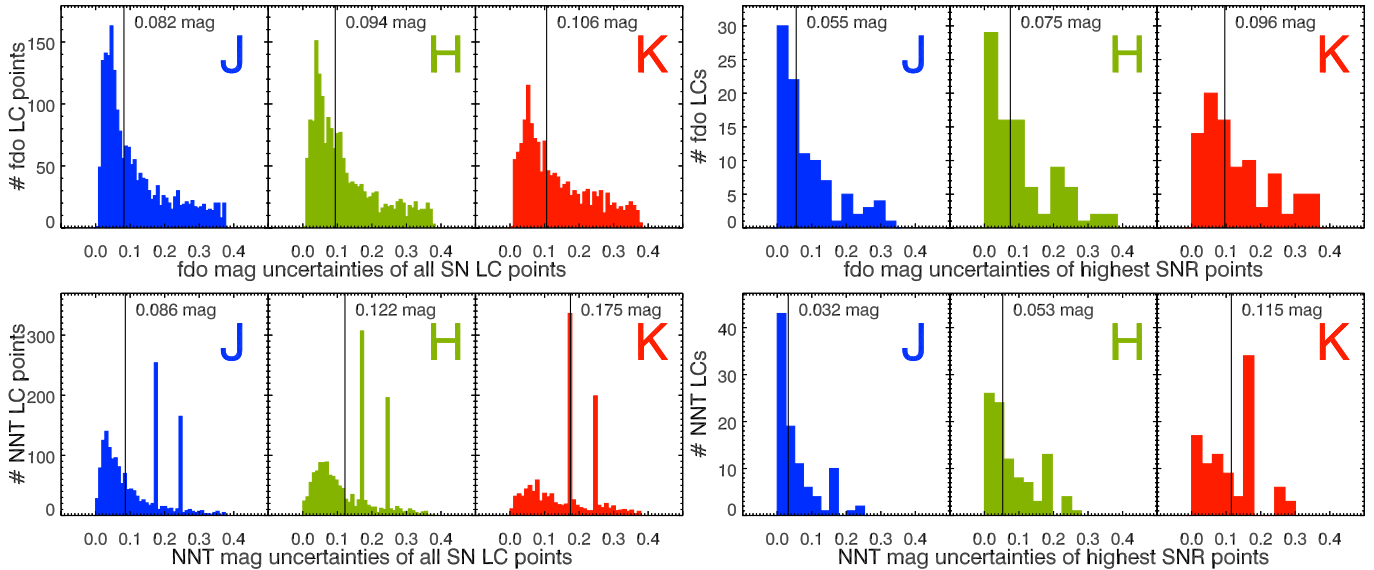 0.082 mag 0.094 mag 0.106 mag
J H K
# fdo LC points
150
100
50
0
0.0 0.1 0.2 0.3 0.4 0.0 0.1 0.2 0.3 0.4 0.0 0.1 0.2 0.3 0.4
fdo mag uncertainties of all SN LC points
0.055 mag 0.075 mag 0.096 mag
J H K
# fdo LCs
30
25
20
15
10
5
0
0.0 0.1 0.2 0.3 0.4 0.0 0.1 0.2 0.3 0.4 0.0 0.1 0.2 0.3 0.4
fdo mag uncertainties of highest SNR points
0.086 mag 0.122 mag 0.175 mag
J H K
# NNT LC points
300
200
100
0
0.0 0.1 0.2 0.3 0.4 0.0 0.1 0.2 0.3 0.4 0.0 0.1 0.2 0.3 0.4
NNT mag uncertainties of all SN LC points
0.032 mag 0.053 mag 0.115 mag
J H K
# NNT LCs
40
30
20
10
0
0.0 0.1 0.2 0.3 0.4 0.0 0.1 0.2 0.3 0.4 0.0 0.1 0.2 0.3 0.4
NNT mag uncertainties of highest SNR points